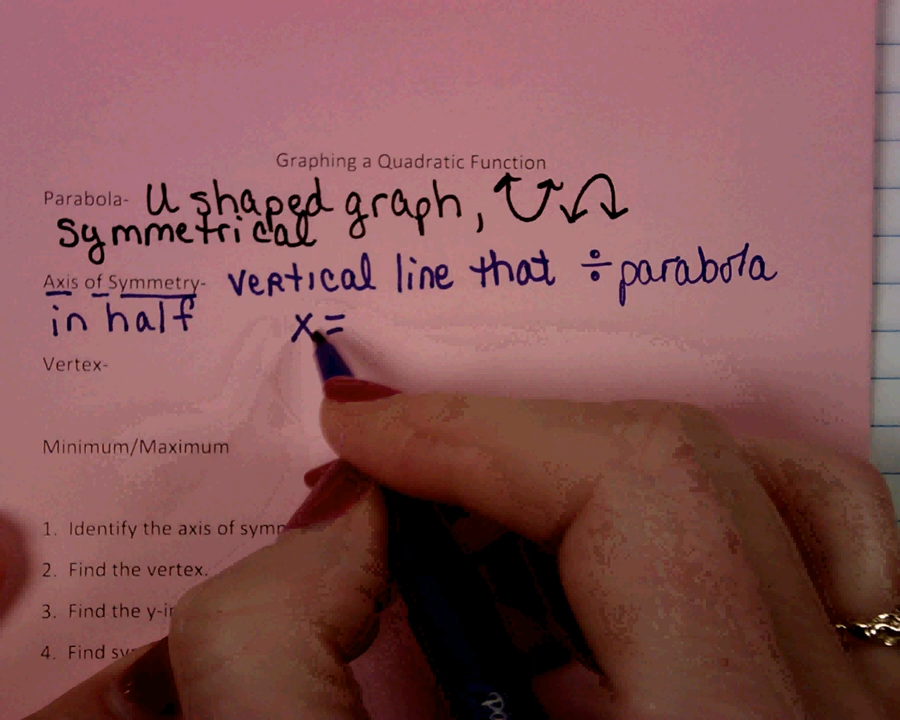 Graphing a Quadratic Function
Parabola- U shaped graph,
symmetrical
Axis of Symmetry- vertical line that ÷ parabola
in half x=
Vertex-
Minimum/Maximum
1. Identify the axis of
2. Find the vertex.
3. Find the
4. Find